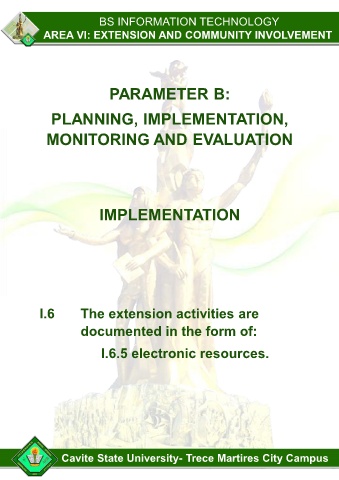 BS INFORMATION TECHNOLOGY
AREA VI: EXTENSION AND COMMUNITY INVOLVEMENT
PARAMETER B:
PLANNING, IMPLEMENTATION,
MONITORING AND EVALUATION
IMPLEMENTATION
I.6 The extension activities are
documented in the form of:
I.6.5 electronic resources.
Cavite State University- Trece Martires City Campus